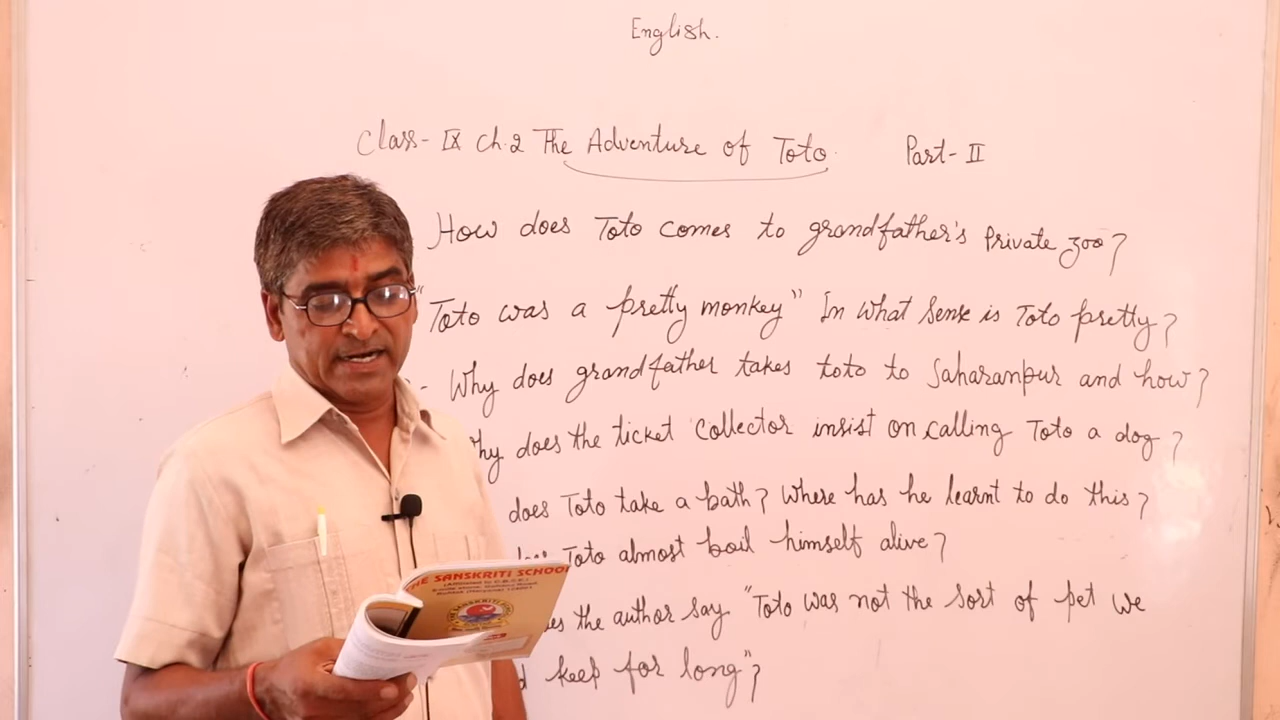 English.
Class- IX Ch.2 The Adventure of Toto. Part- II
How does Toto comes to grandfather's Private zoo?
"Toto was a pretty monkey" In what sense is Toto pretty?
- Why does grandfather takes toto to Saharanpur and how?
does the ticket collector insist on calling Toto a dog?
does Toto take a bath? Where has he learnt to do this?
Toto almost boil himself alive?
the author say "Toto was not the sort of pet we
keep for long"?
THE SANSKRITI SCHOOL